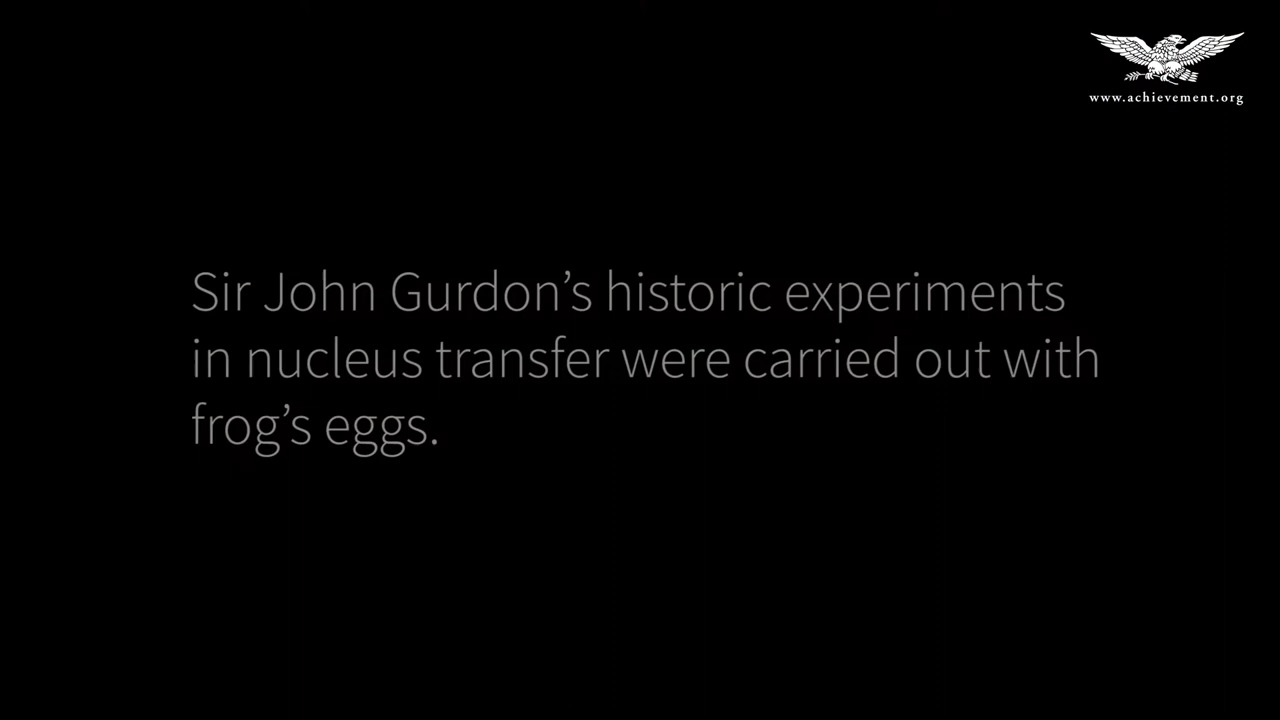 www.achievement.org
Sir John Gurdon’s historic experiments
in nucleus transfer were carried out with
frog’s eggs.